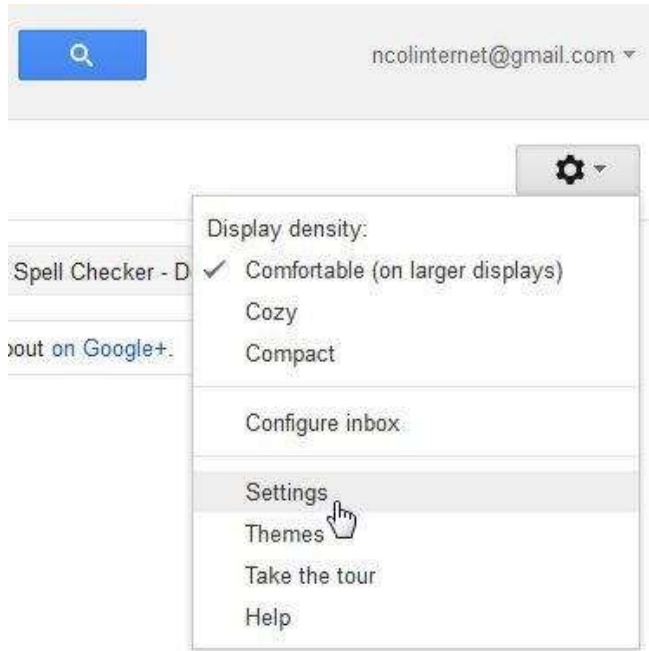 ncolinternet@gmail.com
Display density:
Spell Checker - D
Comfortable (on larger displays)
Cozy
on Google+.
Compact
Configure inbox
Settings
Themes
Take the tour
Help